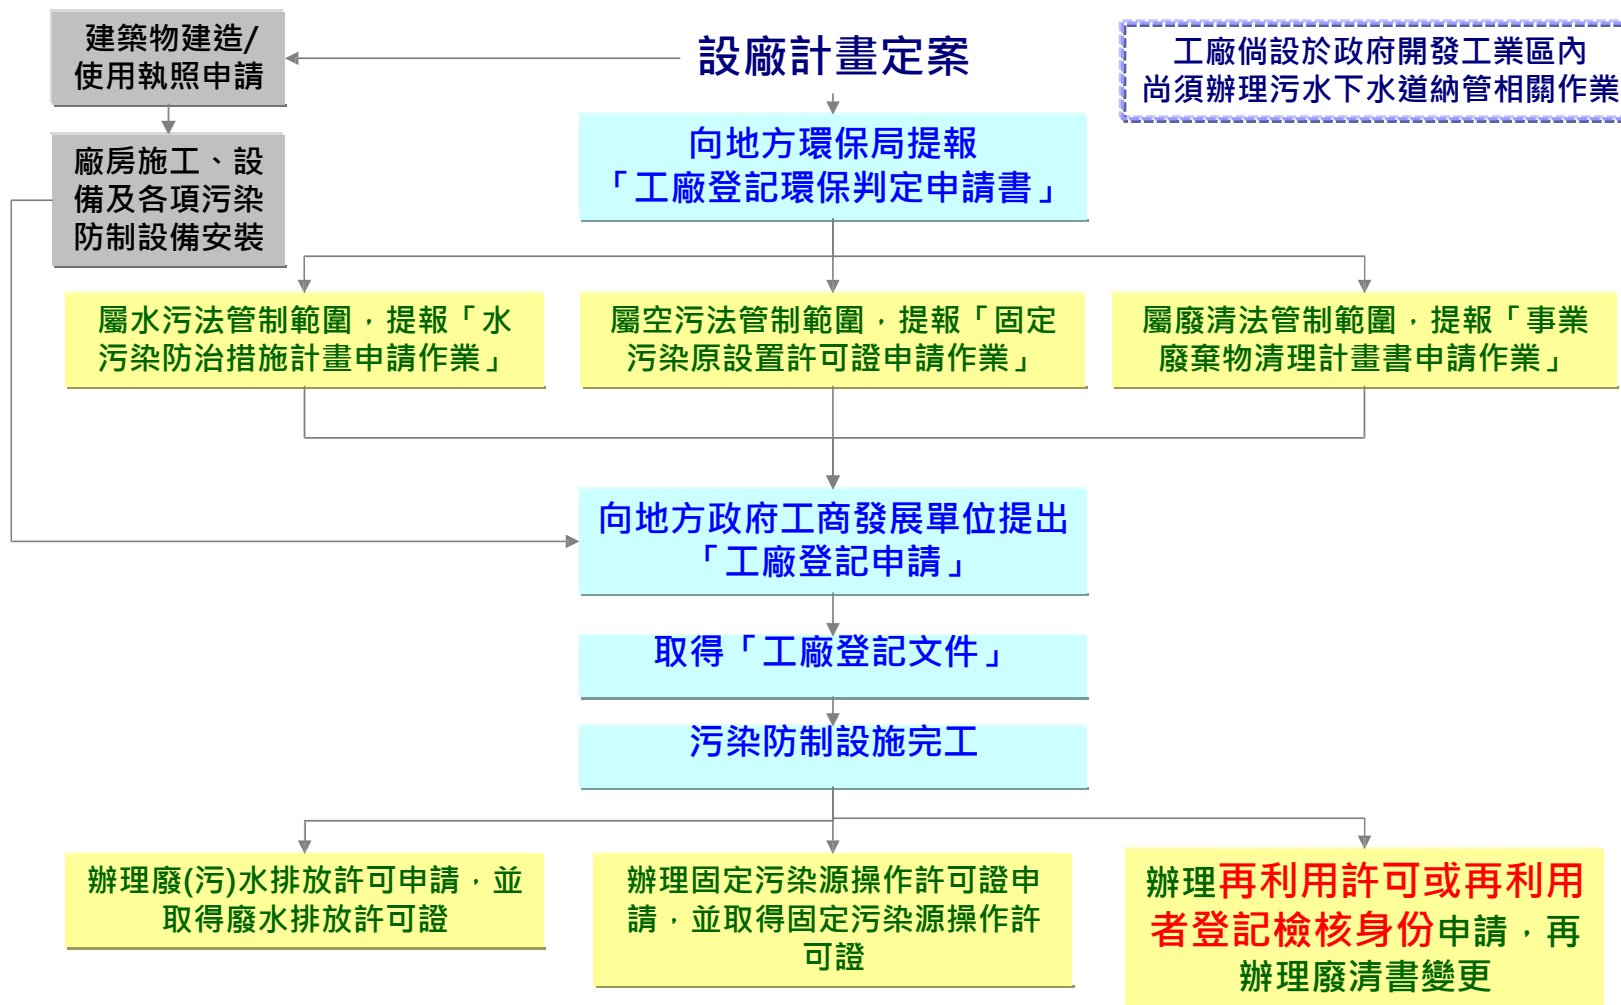 建築物建造/
使用執照申請
設廠計畫定案
工廠倘設於政府開發工業區內
尚須辦理污水下水道納管相關作業
廠房施工、設
備及各項污染
防制設備安裝
向地方環保局提報
「工廠登記環保判定申請書」
屬水污法管制範圍，提報「水
污染防治措施計畫申請作業」
屬空污法管制範圍，提報「固定
污染原設置許可證申請作業」
屬廢清法管制範圍，提報「事業
廢棄物清理計畫書申請作業」
向地方政府工商發展單位提出
「工廠登記申請」
取得「工廠登記文件」
污染防制設施完工
辦理廢(污)水排放許可申請，並
取得廢水排放許可證
辦理固定污染源操作許可證申
請，並取得固定污染源操作許
可證
辦理再利用許可或再利用
者登記檢核身份申請，再
辦理廢清書變更